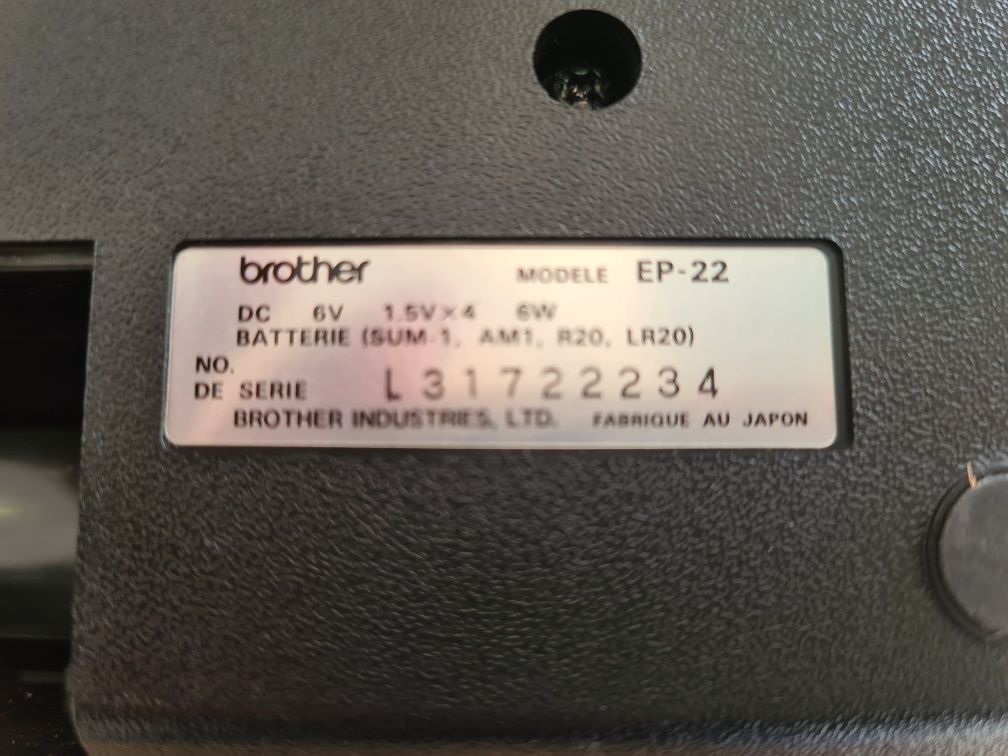 brother MODELE EP-22
DC 6V 1.5V×4 6W
BATTERIE (SUM-1, AM1, R20, LR20)
NO.
DE SERIE L31722234
BROTHER INDUSTRIES, LTD. FABRIQUE AU JAPON